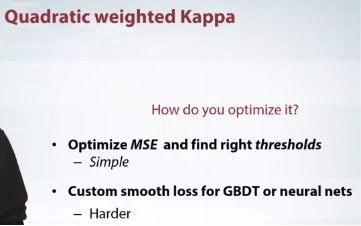 Quadratic weighted Kappa
How do you optimize it?
• Optimize MSE and find right thresholds
– Simple
• Custom smooth loss for GBDT or neural nets
– Harder